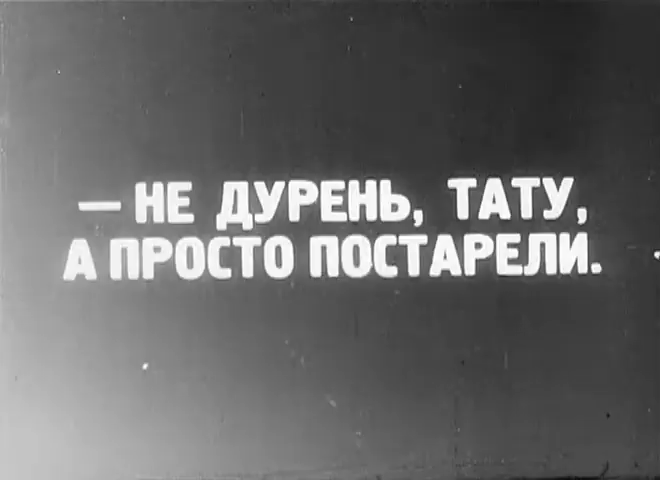 — НЕ ДУРЕНЬ, ТАТУ,
А ПРОСТО ПОСТАРЕЛИ.